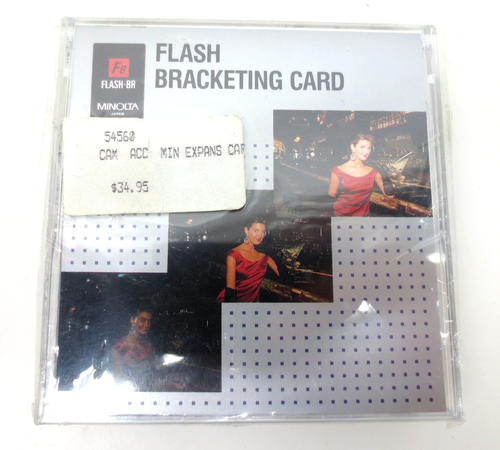 FLASH
BRACKETING CARD
FB
FLASH-BR
MINOLTA
54560
CAM ACC MIN EXPANS CAR
$34.95